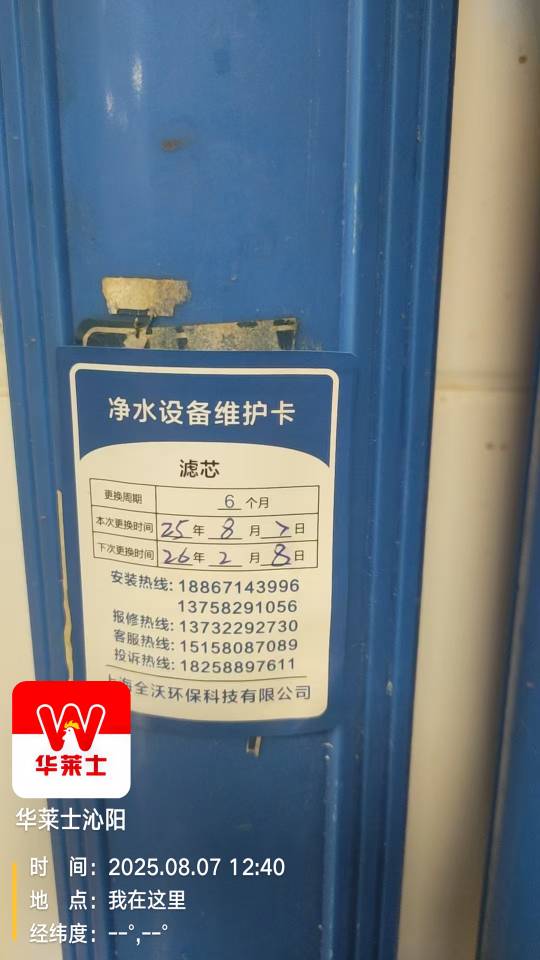 净水设备维护卡
滤芯
更换周期 6 个月
本次更换时间 25年 8 月 7日
下次更换时间 26年 2 月 8日
安装热线: 18867143996
13758291056
报修热线: 13732292730
客服热线: 15158087089
投诉热线: 18258897611
上海全沃环保科技有限公司
华莱士
华莱士沁阳
时 间: 2025.08.07 12:40
地 点: 我在这里
经纬度: --°,--°